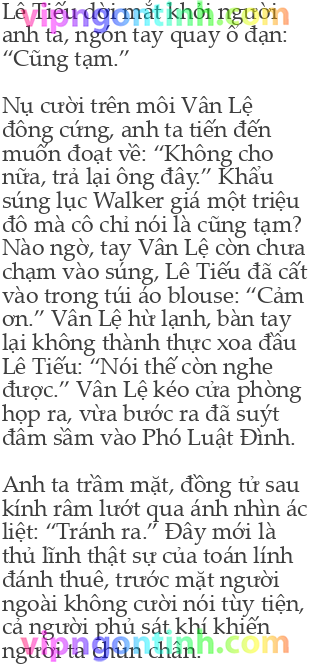 Lê Tiếu dời mắt khỏi người
anh ta, ngón tay quay ổ đạn:
“Cũng tạm.”

Nụ cười trên môi Vân Lệ
đông cứng, anh ta tiến đến
muốn đoạt về: “Không cho
nữa, trả lại ông đây.” Khẩu
súng lục Walker giá một triệu
đô mà cô chỉ nói là cũng tạm?
Nào ngờ, tay Vân Lệ còn chưa
chạm vào súng, Lê Tiếu đã cất
vào trong túi áo blouse: “Cảm
ơn.” Vân Lệ hừ lạnh, bàn tay
lại không thành thực xoa đầu
Lê Tiếu: “Nói thế còn nghe
được.” Vân Lệ kéo cửa phòng
họp ra, vừa bước ra đã suýt
đâm sầm vào Phó Luật Đình.

Anh ta trầm mặt, đồng tử sau
kính râm lướt qua ánh nhìn ác
liệt: “Tránh ra.” Đây mới là
thủ lĩnh thật sự của toán lính
đánh thuê, trước mặt người
ngoài không cười nói tùy tiện,
cả người phủ sát khí khiến
người ta chùn chân.
vipngontinh.com
vipngontinh.com